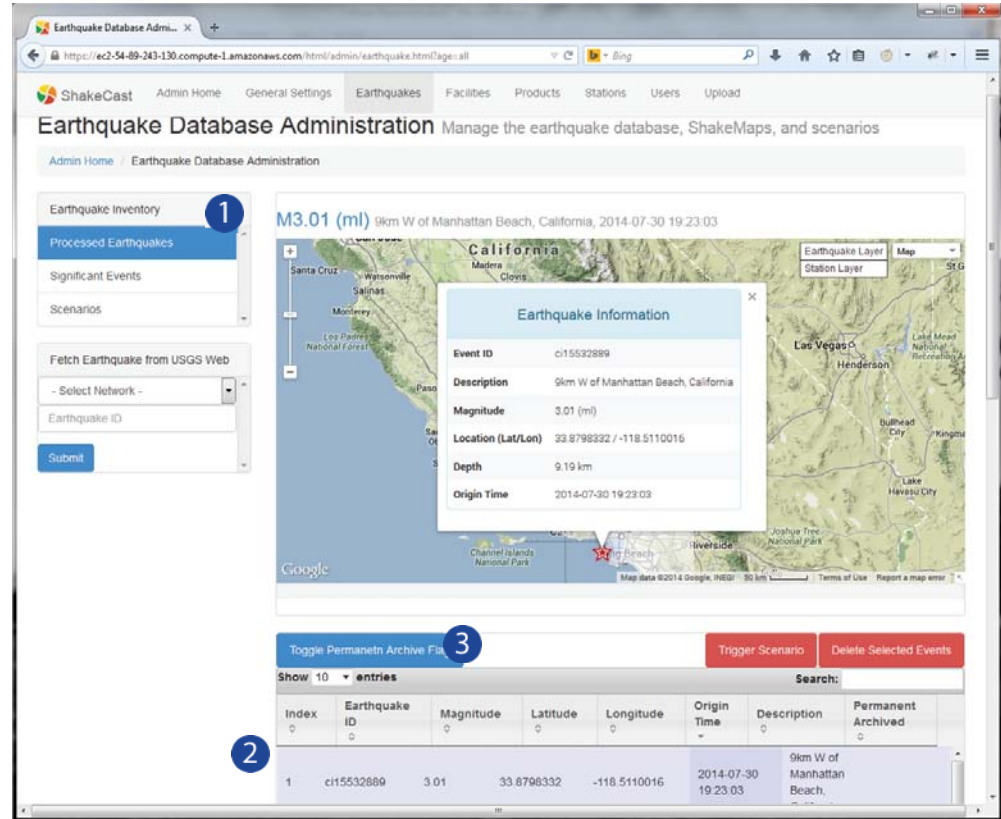 Earthquake Database Admi...
https://ec2-54-89-243-130.compute-1.amazonaws.com/html/admin/earthquake.html?age=all
Bing
ShakeCast Admin Home General Settings Earthquakes Facilities Products Stations Users Upload
Earthquake Database Administration Manage the earthquake database, ShakeMaps, and scenarios
Admin Home / Earthquake Database Administration
Earthquake Inventory
1
Processed Earthquakes
Significant Events
Scenarios
Fetch Earthquake from USGS Web
- Select Network -
Earthquake ID
Submit
M3.01 (ml) 9km W of Manhattan Beach, California, 2014-07-30 19:23:03
California
Santa Cruz
Madera
Watsonville
Clovis
Salinas
Monterey
Los Padres
National Forest
Earthquake Layer
Station Layer
Map
St G
Las Vegas
Henderson
Lake Mead
National
Recreation A
Bullhead
City
Kingma
Lake
Havasu City
Joshua Tree
National Park
Riverside
Channel Islands
National Park
Beach
Earthquake Information
Event ID ci15532889
Description 9km W of Manhattan Beach, California
Magnitude 3.01 (ml)
Location (Lat/Lon) 33.8798332 / -118.5110016
Depth 9.19 km
Origin Time 2014-07-30 19:23:03
Google
Map data ©2014 Google, INEGI 50 km Terms of Use Report a map error
Toggle Permanetn Archive Flag
3
Trigger Scenario
Delete Selected Events
Show 10 entries
Search:
Index Earthquake ID Magnitude Latitude Longitude Origin Time Description Permanent Archived
2
1 ci15532889 3.01 33.8798332 -118.5110016 2014-07-30 19:23:03 9km W of Manhattan Beach,